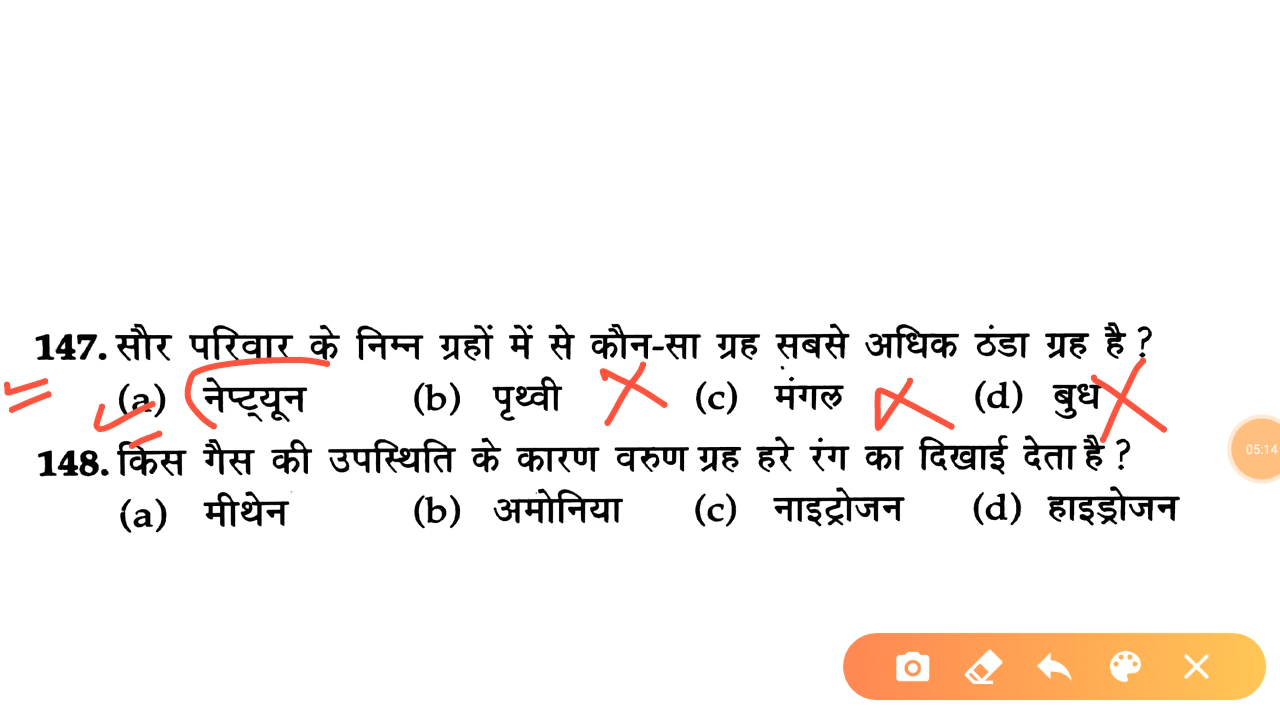 147. सौर परिवार के निम्न ग्रहों में से कौन-सा ग्रह सबसे अधिक ठंडा ग्रह है ?
(a) नेप्ट्यून (b) पृथ्वी (c) मंगल (d) बुध
148. किस गैस की उपस्थिति के कारण वरुण ग्रह हरे रंग का दिखाई देता है ?
(a) मीथेन (b) अमोनिया (c) नाइट्रोजन (d) हाइड्रोजन
05:14